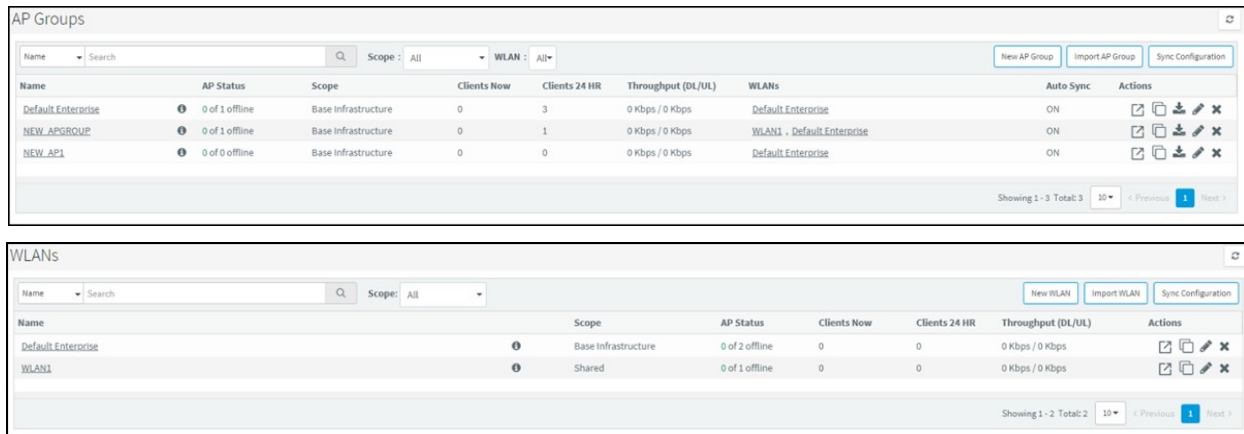 AP Groups
Name Search Scope : All WLAN : All New AP Group Import AP Group Sync Configuration
Name AP Status Scope Clients Now Clients 24 HR Throughput (DL/UL) WLANs Auto Sync Actions
Default Enterprise 0 of 1 offline Base Infrastructure 0 3 0 Kbps / 0 Kbps Default Enterprise ON
NEW_APGROUP 0 of 1 offline Base Infrastructure 0 1 0 Kbps / 0 Kbps WLAN1 , Default Enterprise ON
NEW_AP1 0 of 0 offline Base Infrastructure 0 0 0 Kbps / 0 Kbps Default Enterprise ON
Showing 1 - 3 Total: 3 10 < Previous 1 Next >
WLANs
Name Search Scope: All New WLAN Import WLAN Sync Configuration
Name Scope AP Status Clients Now Clients 24 HR Throughput (DL/UL) Actions
Default Enterprise Base Infrastructure 0 of 2 offline 0 0 0 Kbps / 0 Kbps
WLAN1 Shared 0 of 1 offline 0 0 0 Kbps / 0 Kbps
Showing 1 - 2 Total: 2 10 < Previous 1 Next >